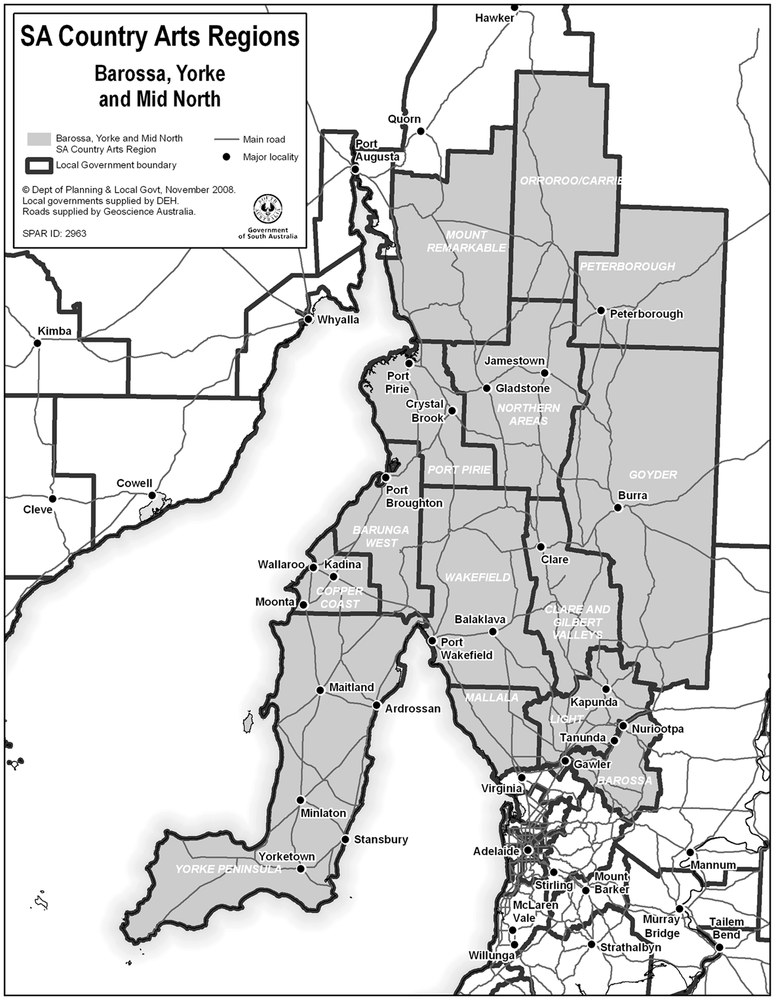 SA Country Arts Regions
Barossa, Yorke
and Mid North
Barossa, Yorke and Mid North
SA Country Arts Region
Main road
Major locality
Local Government boundary
© Dept of Planning & Local Govt, November 2008.
Local governments supplied by DEH.
Roads supplied by Geoscience Australia.
SPAR ID: 2963
SOUTH
AUSTRALIA
Government
of South Australia
Hawker
Quorn
Port
Augusta
ORROROO/CARRIE
MOUNT
REMARKABLE
PETERBOROUGH
Peterborough
Whyalla
Kimba
Jamestown
Port
Pirie
Gladstone
Crystal
Brook
NORTHERN
AREAS
PORT PIRIE
GOYDER
Cowell
Cleve
Port
Broughton
Burra
BARUNGA
WEST
Clare
Wallaroo
Kadina
WAKEFIELD
COPPER
COAST
Moonta
CLARE AND
GILBERT
VALLEYS
Balaklava
Port
Wakefield
Maitland
MALLALA
Kapunda
Ardrossan
LIGHT
Nuriootpa
Tanunda
Gawler
BAROSSA
Virginia
Minlaton
Stansbury
Adelaide
Yorketown
YORKE PENINSULA
Mannum
Stirling
Mount
Barker
McLaren
Vale
Murray
Bridge
Tailem
Bend
Strathalbyn
Willunga